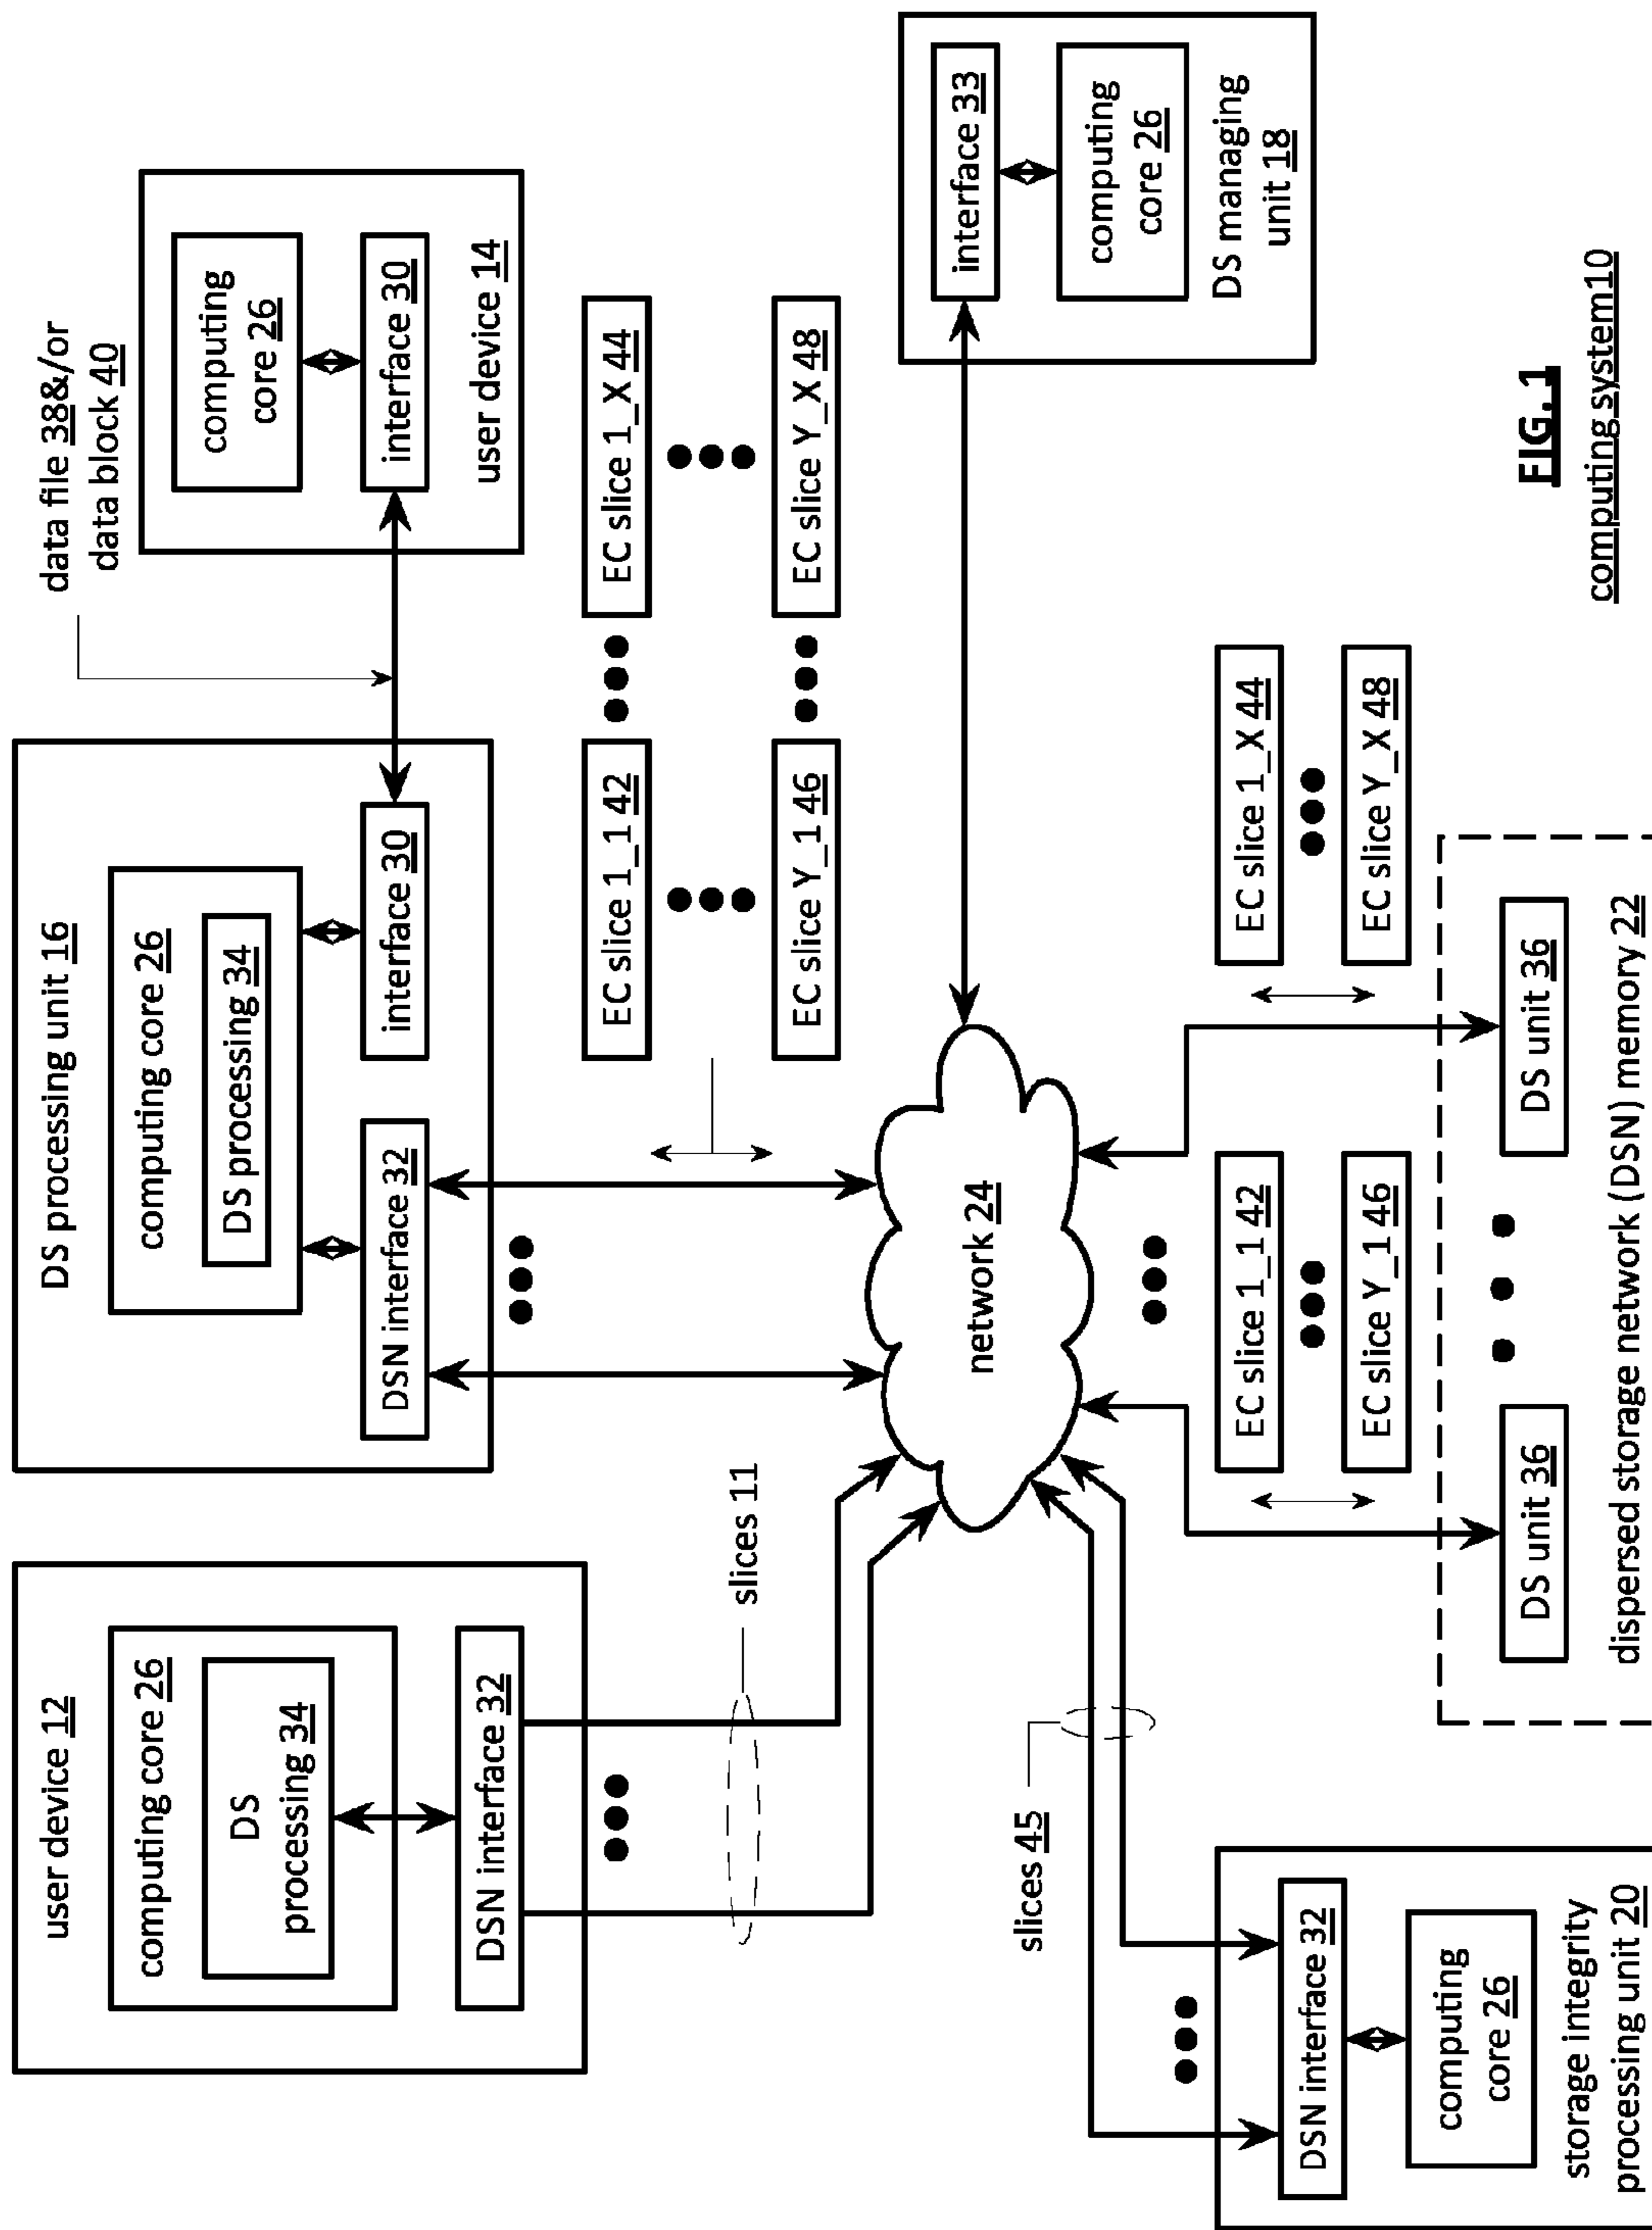 user device 12
computing core 26
DS
processing 34
DSN interface 32
slices 11
DS processing unit 16
computing core 26
DS processing 34
DSN interface 32
interface 30
data file 38&/or
data block 40
computing
core 26
interface 30
user device 14
EC slice 1_1 42
EC slice 1_X 44
EC slice Y_1 46
EC slice Y_X 48
network 24
interface 33
computing
core 26
DS managing
unit 18
slices 45
DSN interface 32
computing
core 26
storage integrity
processing unit 20
EC slice 1_1 42
EC slice Y_1 46
EC slice 1_X 44
EC slice Y_X 48
DS unit 36
DS unit 36
dispersed storage network (DSN) memory 22
FIG. 1
computing system10